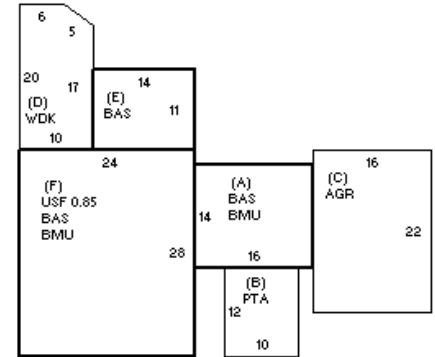 6
5
20
17
(D)
WDK
10
14
(E)
BAS
11
24
(F)
USF 0.85
BAS
BMU
28
(A)
BAS
BMU
14
16
16
(C)
AGR
22
(B)
PTA
12
10